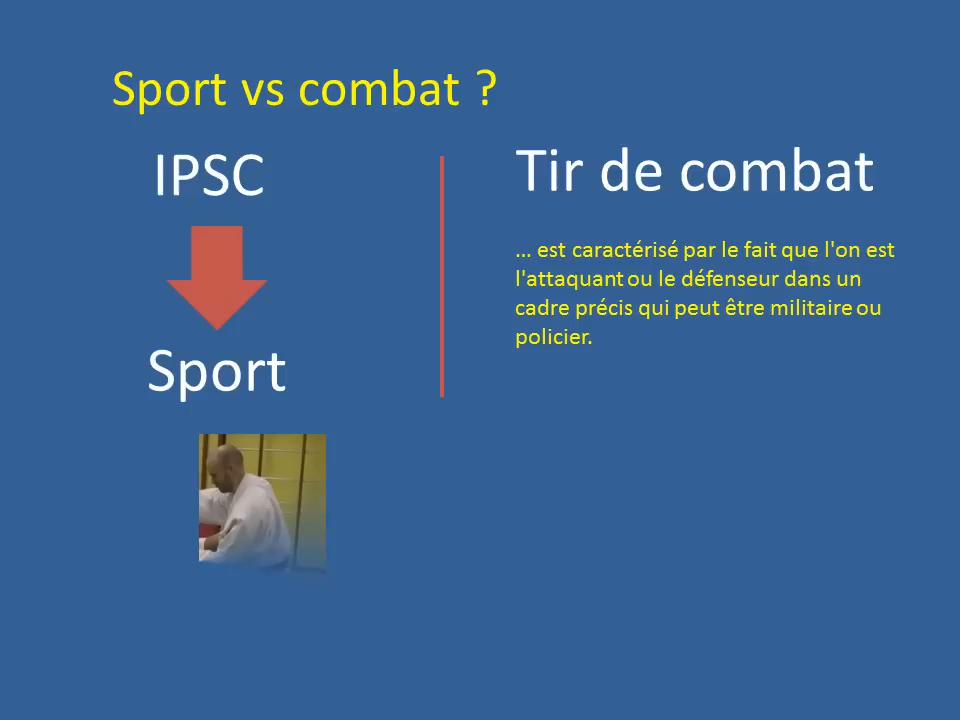 Sport vs combat ?
IPSC
Sport
Tir de combat
... est caractérisé par le fait que l'on est
l'attaquant ou le défenseur dans un
cadre précis qui peut être militaire ou
policier.